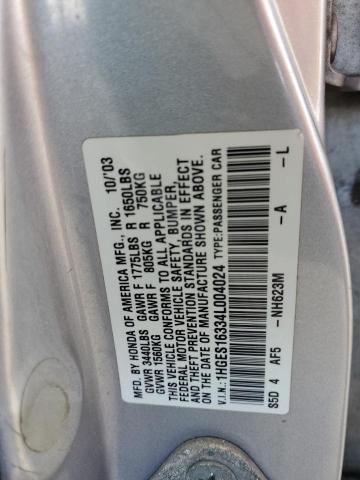 MFD. BY HONDA OF AMERICA MFG., INC. 10/'03
GVWR 3440LBS GAWR F 1775LBS R 1650LBS
GVWR 1560KG GAWR F 805KG R 750KG
THIS VEHICLE CONFORMS TO ALL APPLICABLE
FEDERAL MOTOR VEHICLE SAFETY, BUMPER,
AND THEFT PREVENTION STANDARDS IN EFFECT
ON THE DATE OF MANUFACTURE SHOWN ABOVE.
V.I.N.: 1HGES16334L004024 TYPE: PASSENGER CAR
S5D 4 AF5 -NH623M -A -L